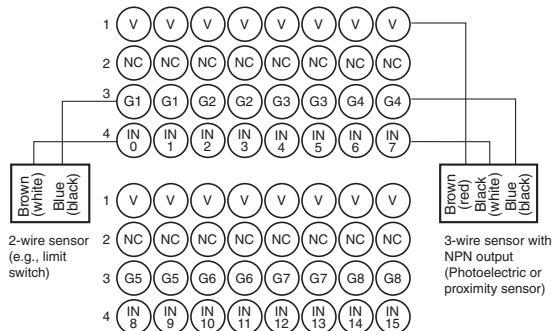 1 V V V V V V V V
2 NC NC NC NC NC NC NC NC
3 G1 G1 G2 G2 G3 G3 G4 G4
4 IN 0 IN 1 IN 2 IN 3 IN 4 IN 5 IN 6 IN 7
Brown (white)
Blue (black)
2-wire sensor
(e.g., limit
switch)
Brown (red)
Black (white)
Blue (black)
3-wire sensor with
NPN output
(Photoelectric or
proximity sensor)
1 V V V V V V V V
2 NC NC NC NC NC NC NC NC
3 G5 G5 G6 G6 G7 G7 G8 G8
4 IN 8 IN 9 IN 10 IN 11 IN 12 IN 13 IN 14 IN 15